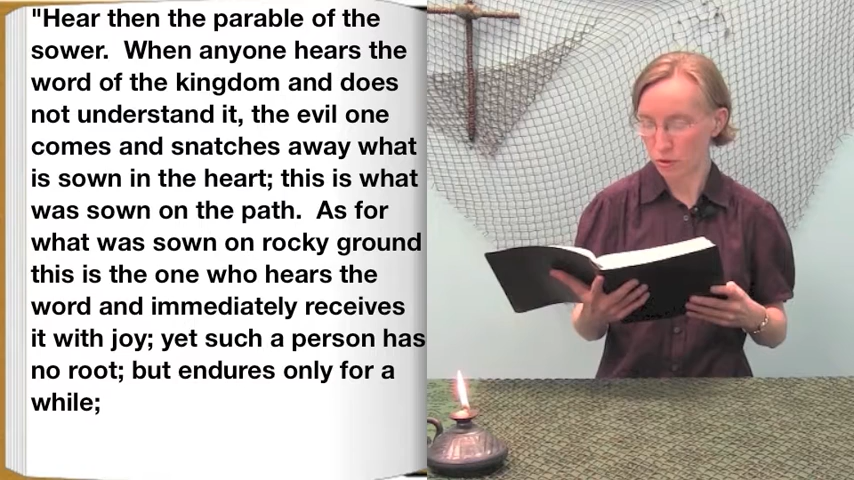 "Hear then the parable of the
sower.  When anyone hears the
word of the kingdom and does
not understand it, the evil one
comes and snatches away what
is sown in the heart; this is what
was sown on the path.  As for
what was sown on rocky ground
this is the one who hears the
word and immediately receives
it with joy; yet such a person has
no root; but endures only for a
while;